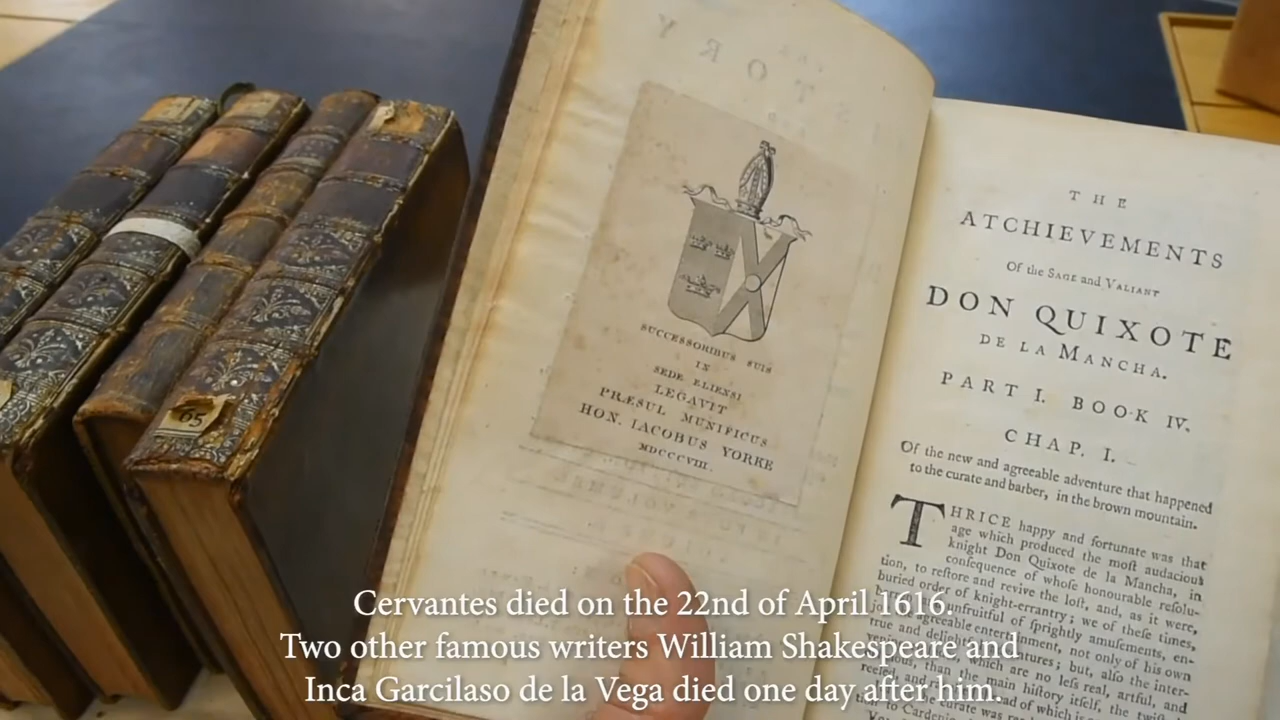 SUCCESSORIBUS SUIS
IN
SEDE ELIENSI
LEGAVIT
PRÆSUL MUNIFICUS
HON. IACOBUS YORKE
MDCCCVIII.
THE
ATCHIEVEMENTS
Of the SAGE and VALIANT
DON QUIXOTE
DE LA MANCHA.
PART I. BOOK IV.
CHAP. I.
Of the new and agreeable adventure that happened
to the curate and barber, in the brown mountain.
THRICE happy and fortunate was that
age which produced the moſt audacious
knight Don Quixote de la Mancha, in
conſequence of whoſe honourable reſolu-
tion, to reſtore and revive the loſt, and, as it were,
buried order of knight-errantry; we of theſe times,
unfruitful of ſprightly amuſements, en-
agreeable entertainment, not only of his own
true and but alſo the inter-
which are no leſs real, artful, and
than the main hiſtory itſelf, the
65
Cervantes died on the 22nd of April 1616.
Two other famous writers William Shakespeare and
Inca Garcilaso de la Vega died one day after him.